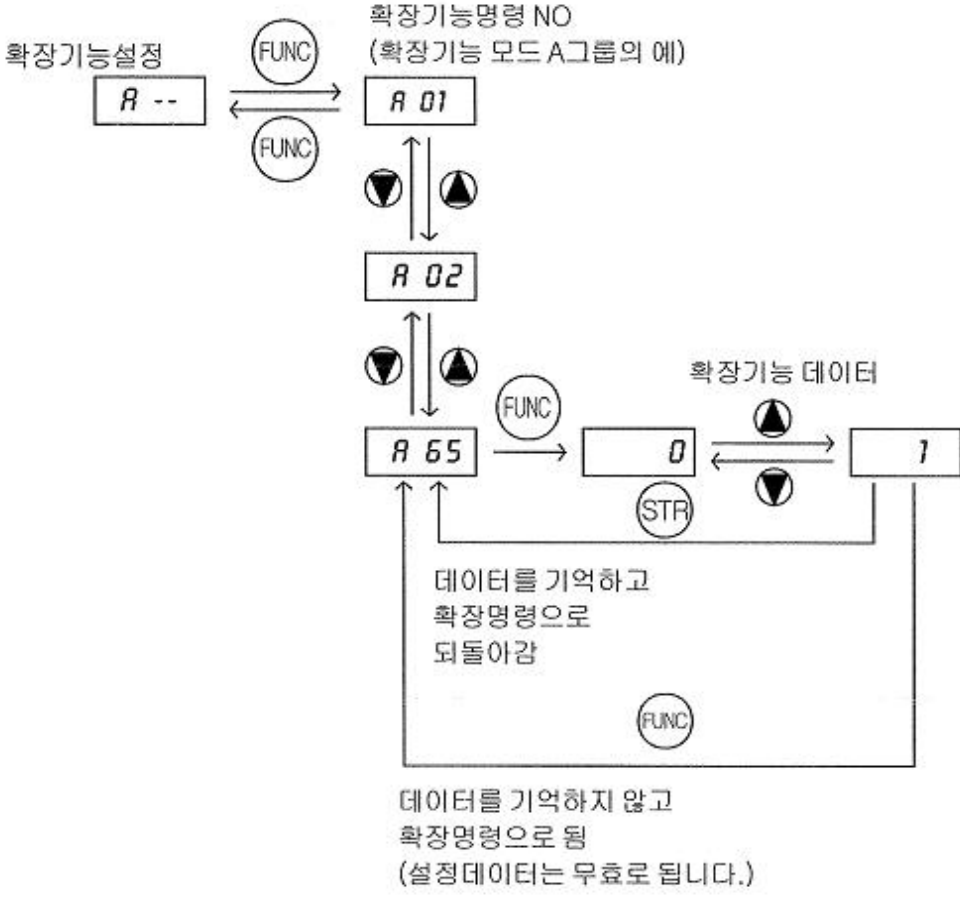 확장기능명령 NO
(확장기능 모드 A그룹의 예)
확장기능설정
FUNC
A --
A 01
FUNC
A 02
확장기능 데이터
FUNC
A 65
0
1
STR
데이터를 기억하고
확장명령으로
되돌아감
FUNC
데이터를 기억하지 않고
확장명령으로 됨
(설정데이터는 무효로 됩니다.)